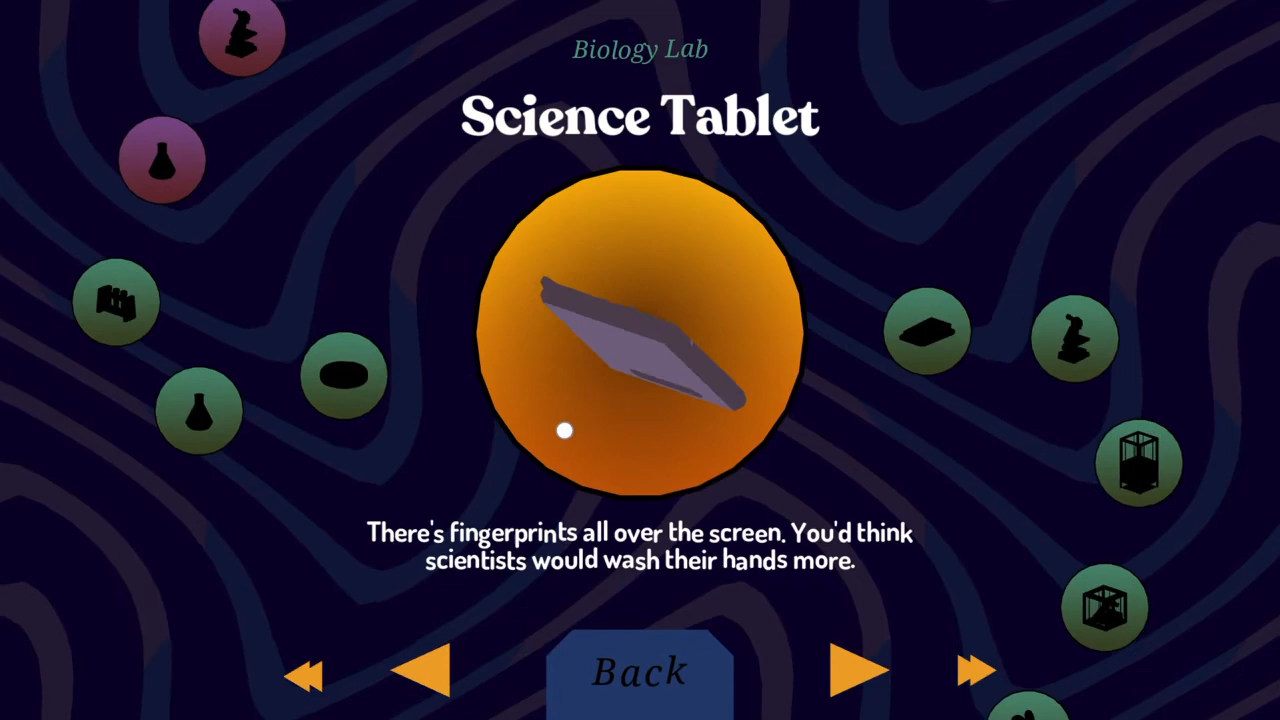 Biology Lab
Science Tablet
There's fingerprints all over the screen. You'd think
scientists would wash their hands more.
Back